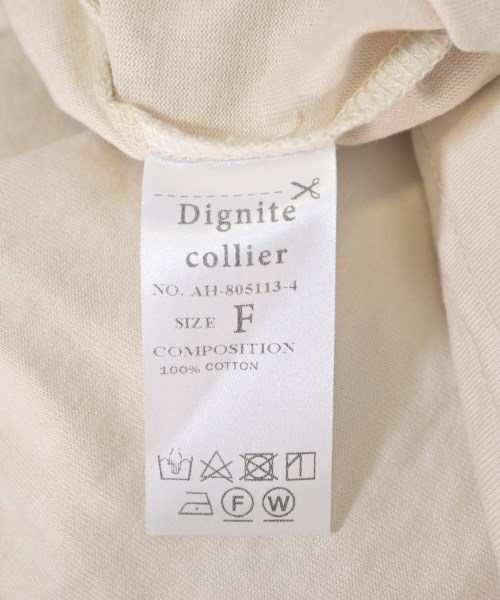 Dignite
collier
NO. AH-805113-4
SIZE F
COMPOSITION
100% COTTON
F W